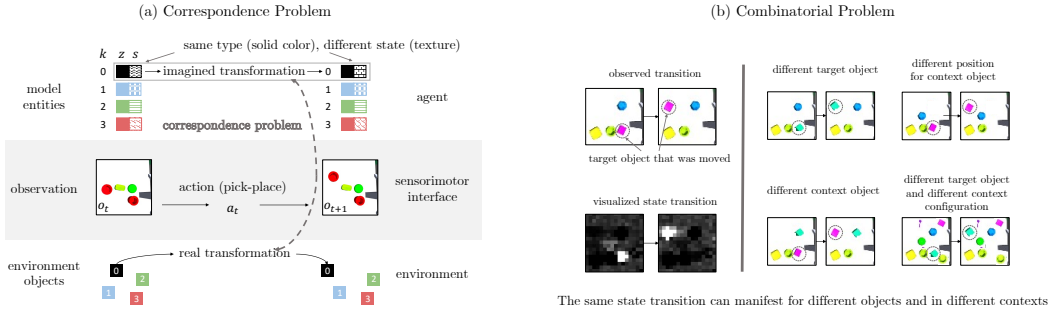 (a) Correspondence Problem
same type (solid color), different state (texture)
k z s
0 imagined transformation 0
1 1
2 2
3 3
model
entities
agent
correspondence problem
observation
action (pick-place)
sensorimotor
interface
o_t
a_t
o_{t+1}
real transformation
environment
objects
environment
0
2
1
3
0
2
1
3
(b) Combinatorial Problem
observed transition
target object that was moved
visualized state transition
different target object
different position
for context object
different context object
different target object
and different context
configuration
The same state transition can manifest for different objects and in different contexts